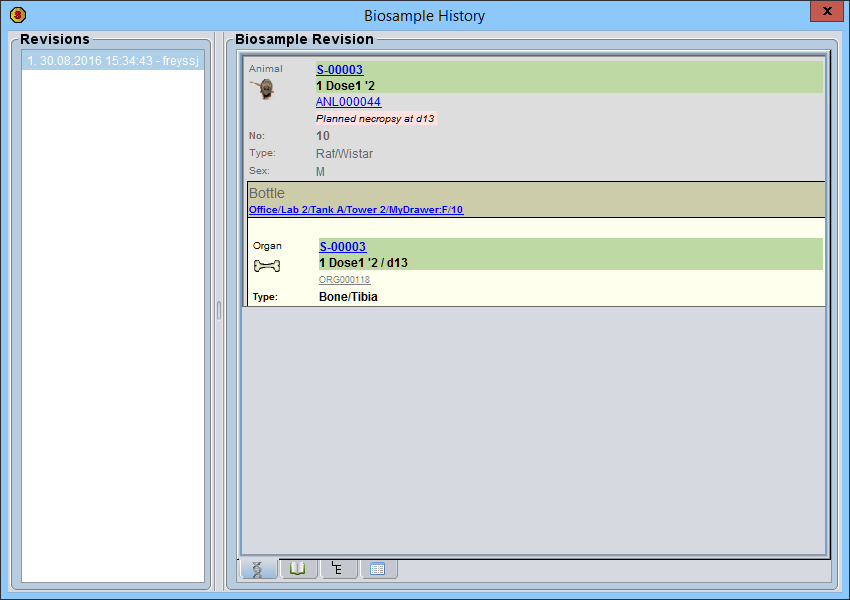 Biosample History
x
Revisions
1. 30.08.2016 15:34:43 - freyssj
Biosample Revision
Animal
S-00003
1 Dose1 '2
ANL000044
Planned necropsy at d13
No: 10
Type: Rat/Wistar
Sex: M
Bottle
Office/Lab 2/Tank A/Tower 2/MyDrawer:F/10
Organ
S-00003
1 Dose1 '2 / d13
ORG000118
Type: Bone/Tibia